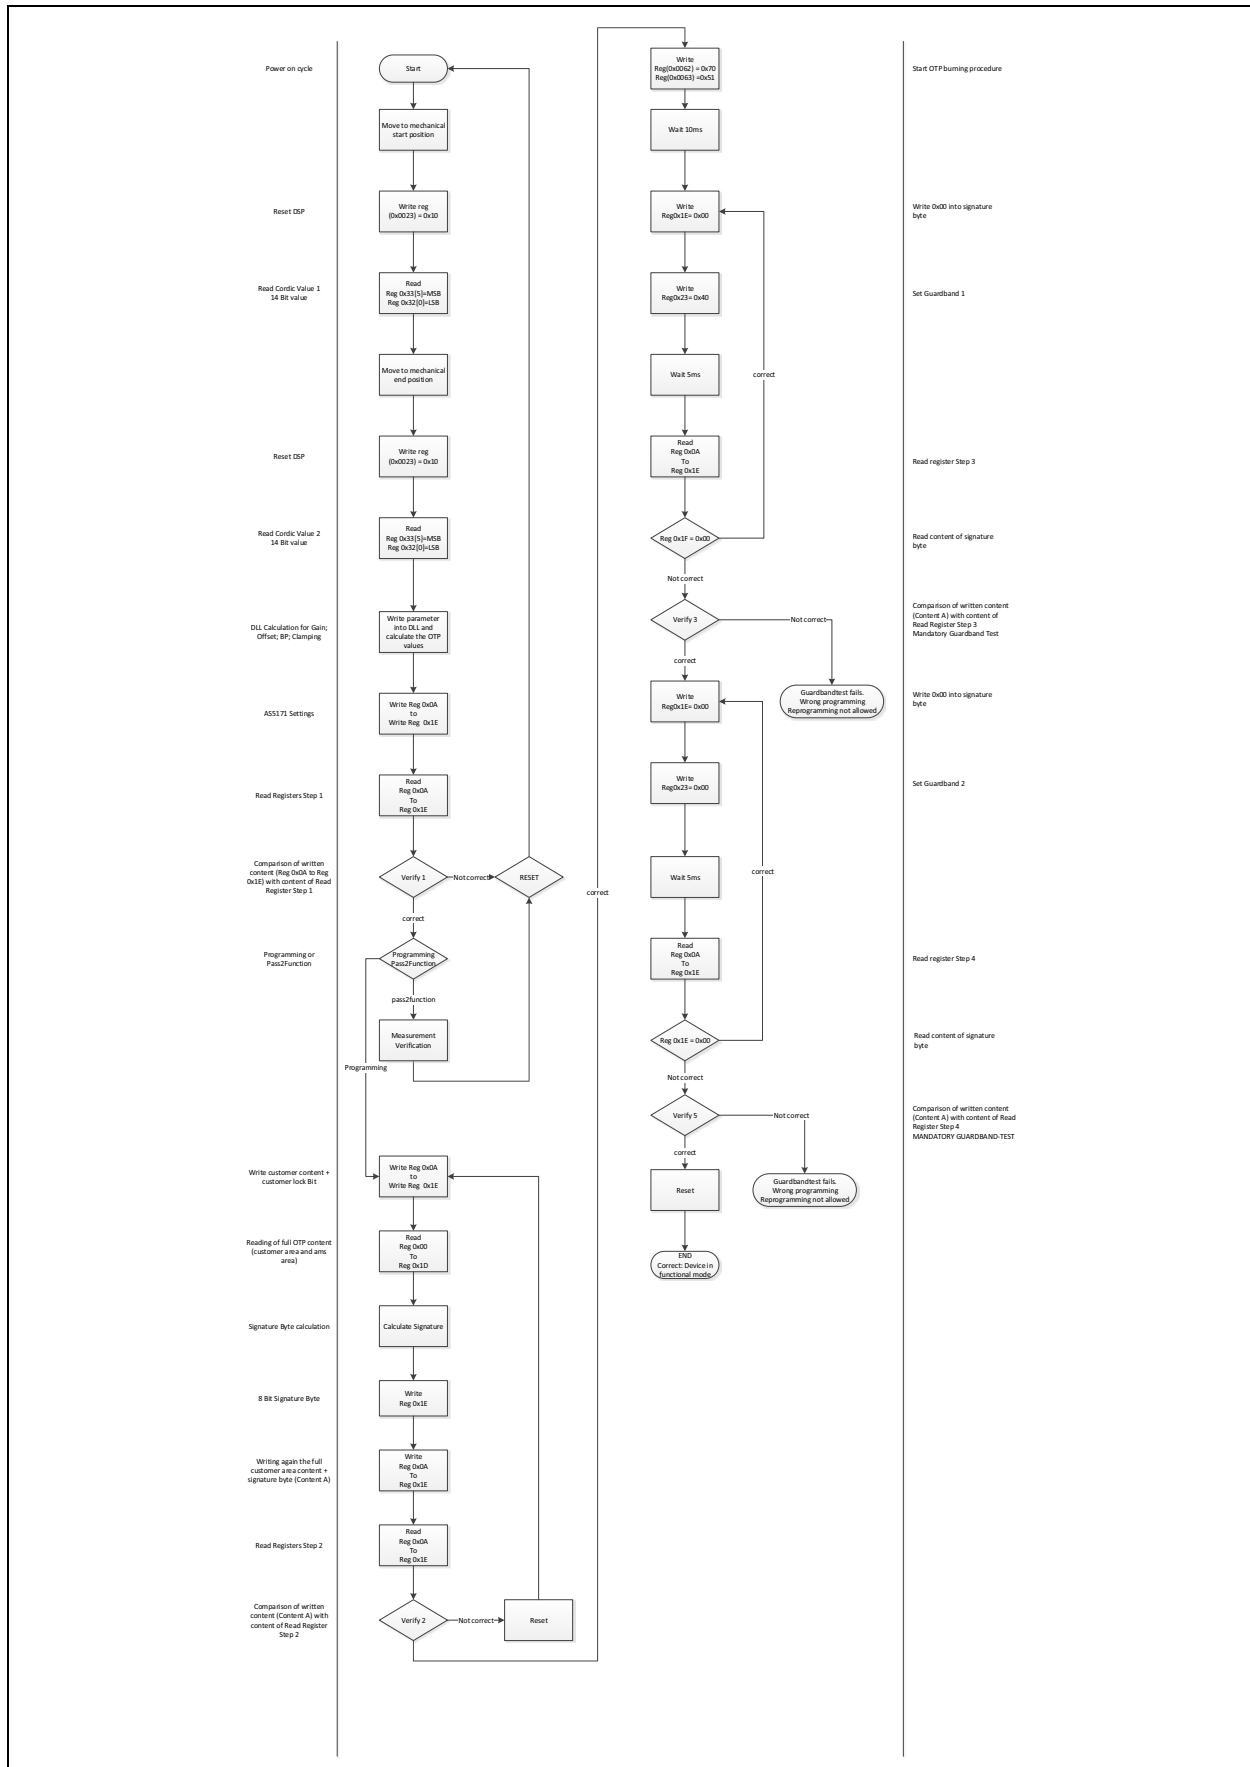 Power on cycle
Start
Move to mechanical
start position
Reset DSP
Write reg
(0x0023) = 0x10
Read Cordic Value 1
14 Bit value
Read
Reg 0x33[5]=MSB
Reg 0x32[0]=LSB
Move to mechanical
end position
Reset DSP
Write reg
(0x0023) = 0x10
Read Cordic Value 2
14 Bit value
Read
Reg 0x33[5]=MSB
Reg 0x32[0]=LSB
DLL Calculation for Gain;
Offset; BP; Clamping
Write parameter
into DLL and
calculate the OTP
values
AS5171 Settings
Write Reg 0x0A
to
Write Reg 0x1E
Read Registers Step 1
Read
Reg 0x0A
To
Reg 0x1E
Comparison of written
content (Reg 0x0A to Reg
0x1E) with content of Read
Register Step 1
Verify 1
Not correct
RESET
correct
Programming or
Pass2Function
Programming
Pass2Function
pass2function
Measurement
Verification
Programming
Write customer content +
customer lock Bit
Write Reg 0x0A
to
Write Reg 0x1E
Reading of full OTP content
(customer area and ams
area)
Read
Reg 0x00
To
Reg 0x1D
Signature Byte calculation
Calculate Signature
8 Bit Signature Byte
Write
Reg 0x1E
Writing again the full
customer area content +
signature byte (Content A)
Write
Reg 0x0A
To
Reg 0x1E
Read Registers Step 2
Read
Reg 0x0A
To
Reg 0x1E
Comparison of written
content (Content A) with
content of Read Register
Step 2
Verify 2
Not correct
Reset
correct
Write
Reg(0x0062) = 0x70
Reg(0x0063) =0x51
Start OTP burning procedure
Wait 10ms
Write
Reg0x1E= 0x00
Write 0x00 into signature
byte
Write
Reg0x23= 0x40
Set Guardband 1
Wait 5ms
correct
Read
Reg 0x0A
To
Reg 0x1E
Read register Step 3
Reg 0x1F = 0x00
Read content of signature
byte
Not correct
Verify 3
Not correct
Comparison of written content
(Content A) with content of
Read Register Step 3
Mandatory Guardband Test
correct
Guardbandtest fails.
Wrong programming
Reprogramming not allowed
Write
Reg0x1E= 0x00
Write 0x00 into signature
byte
Write
Reg0x23= 0x00
Set Guardband 2
Wait 5ms
correct
Read
Reg 0x0A
To
Reg 0x1E
Read register Step 4
Reg 0x1E = 0x00
Read content of signature
byte
Not correct
Verify 5
Not correct
Comparison of written content
(Content A) with content of Read
Register Step 4
MANDATORY GUARDBAND-TEST
correct
Guardbandtest fails.
Wrong programming
Reprogramming not allowed
Reset
END
Correct: Device in
functional mode